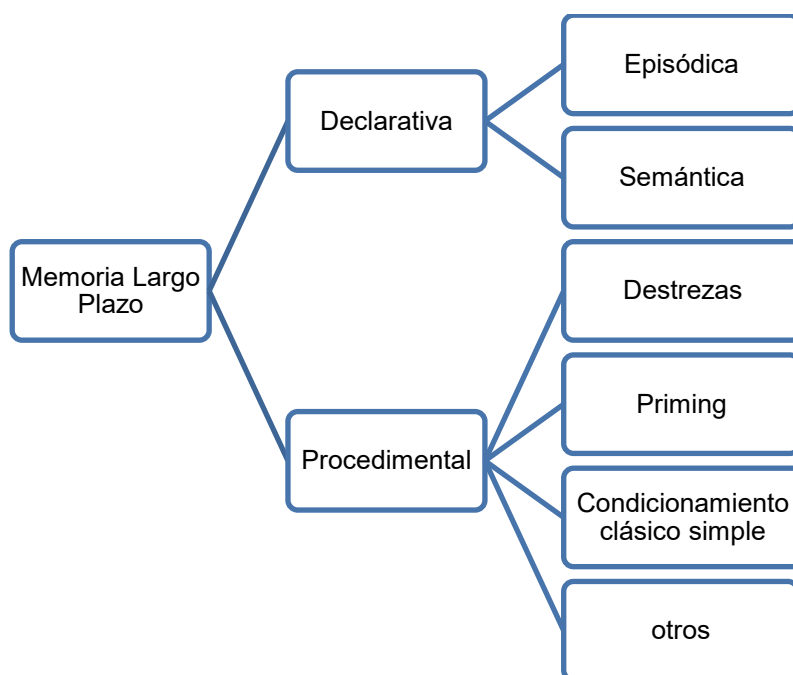 Memoria Largo
Plazo
Declarativa
Episódica
Semántica
Procedimental
Destrezas
Priming
Condicionamiento
clásico simple
otros